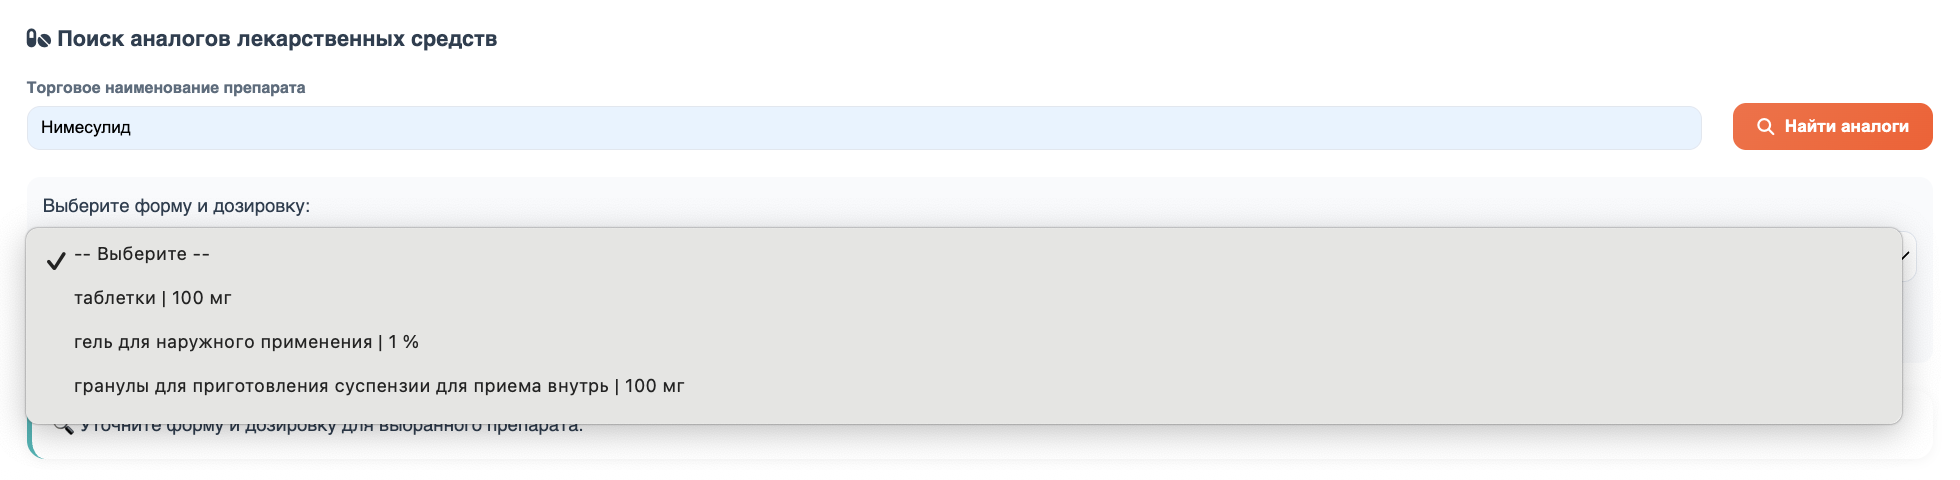 Поиск аналогов лекарственных средств
Торговое наименование препарата
Нимесулид
Найти аналоги
Выберите форму и дозировку:
-- Выберите --
таблетки | 100 мг
гель для наружного применения | 1 %
гранулы для приготовления суспензии для приема внутрь | 100 мг
Уточните форму и дозировку для выбранного препарата.